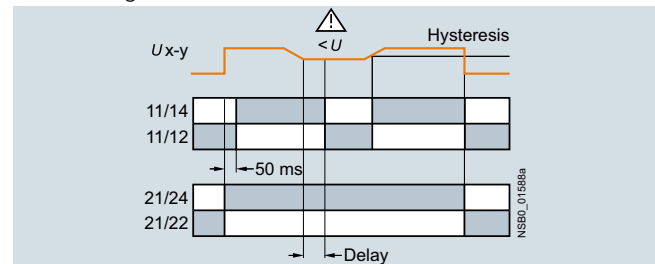 < U
Hysteresis
U x-y
11/14
11/12
50 ms
21/24
21/22
Delay
NSB0_01588a